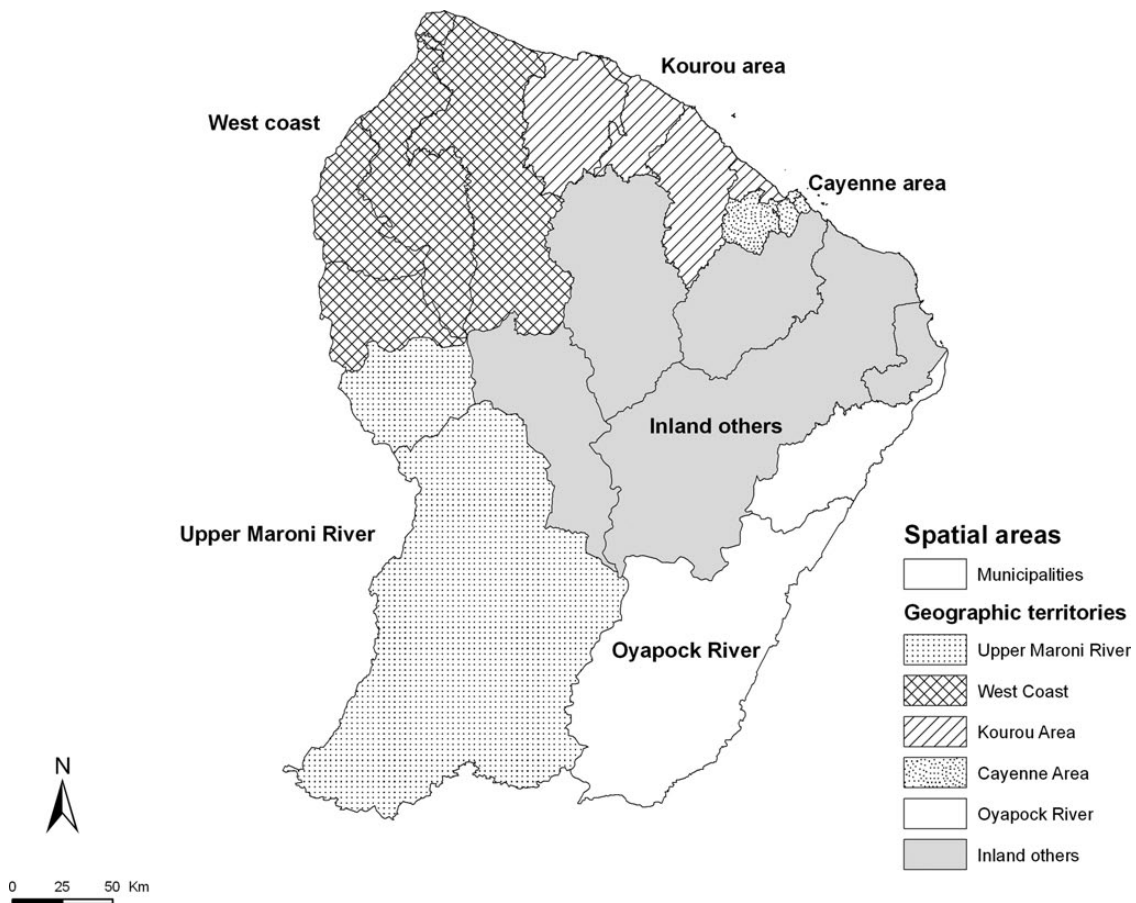 Kourou area
West coast
Cayenne area
Inland others
Upper Maroni River
Oyapock River
Spatial areas
Municipalities
Geographic territories
Upper Maroni River
West Coast
Kourou Area
Cayenne Area
Oyapock River
Inland others
N
0 25 50 Km